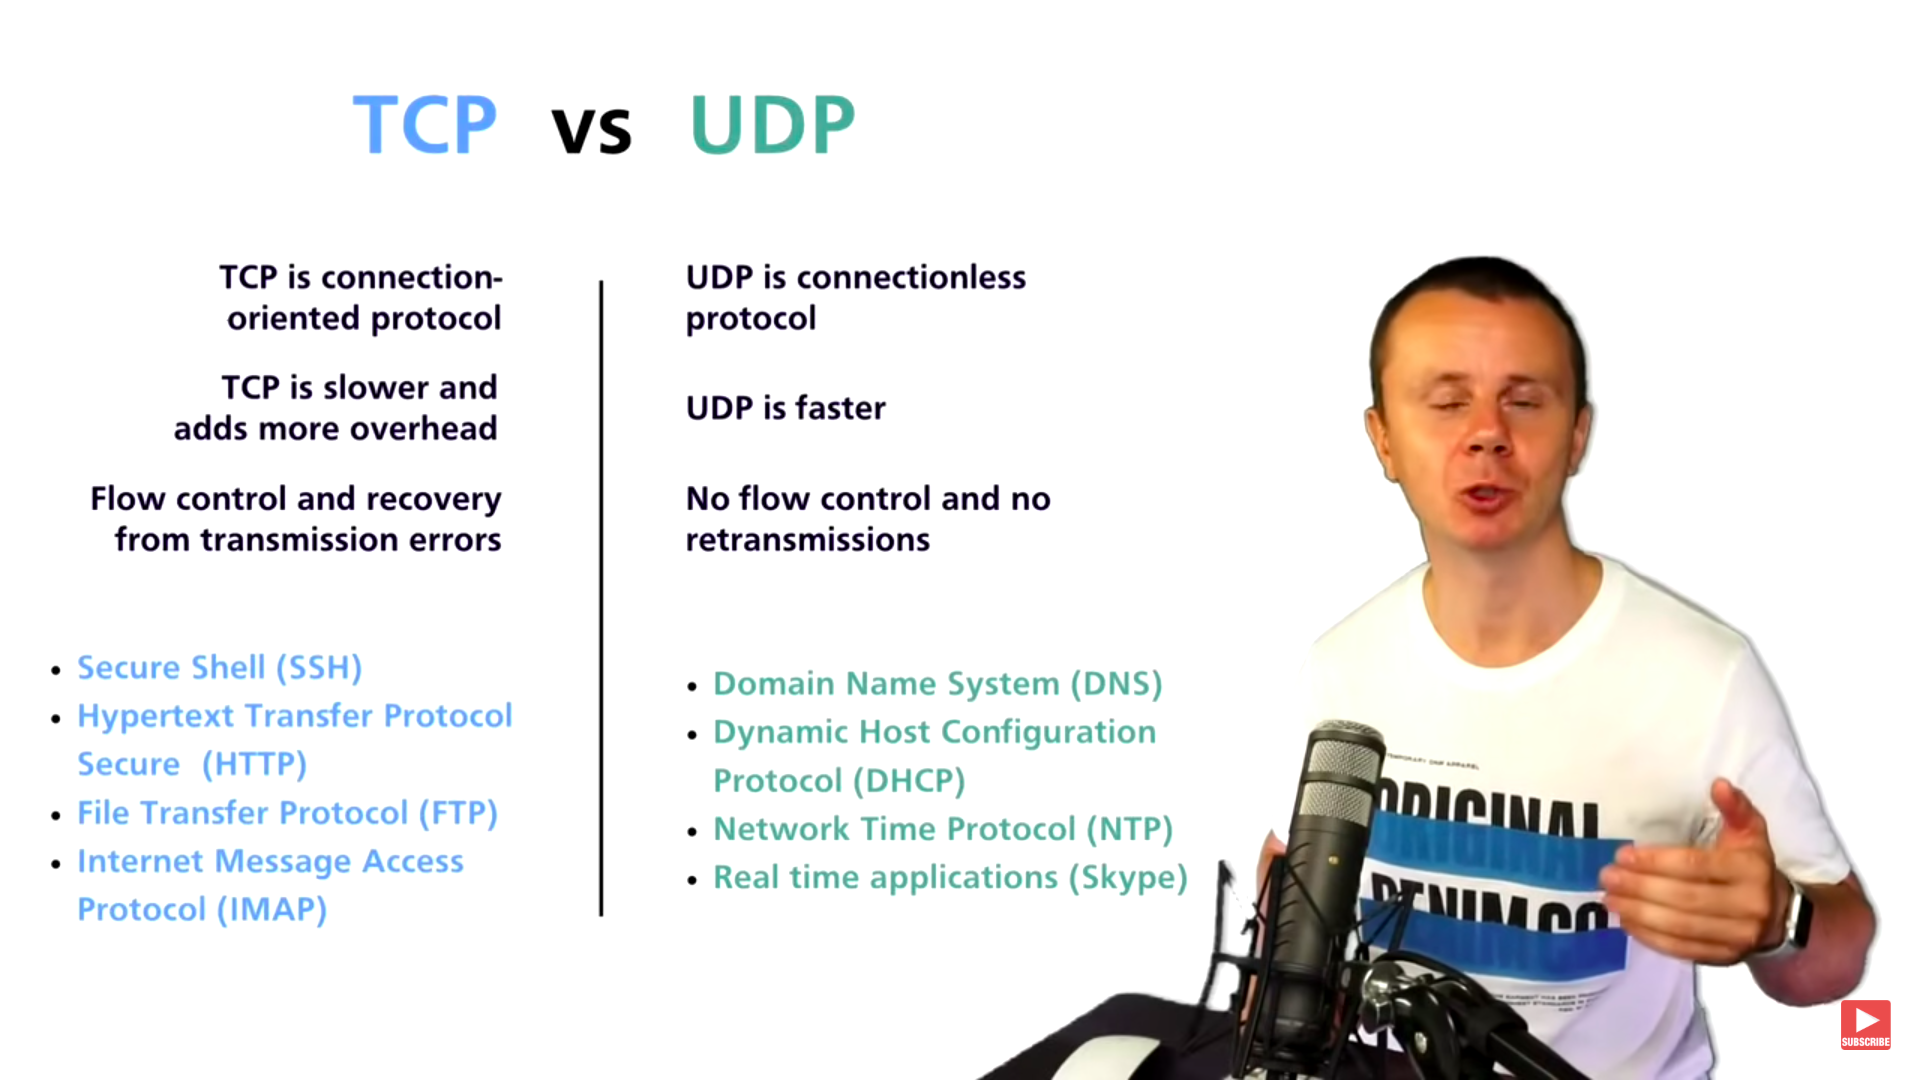 TCP vs UDP
TCP is connection-
oriented protocol
TCP is slower and
adds more overhead
Flow control and recovery
from transmission errors
• Secure Shell (SSH)
• Hypertext Transfer Protocol
Secure (HTTP)
• File Transfer Protocol (FTP)
• Internet Message Access
Protocol (IMAP)
UDP is connectionless
protocol
UDP is faster
No flow control and no
retransmissions
• Domain Name System (DNS)
• Dynamic Host Configuration
Protocol (DHCP)
• Network Time Protocol (NTP)
• Real time applications (Skype)
ORIGINAL
DENIM CO
SUBSCRIBE